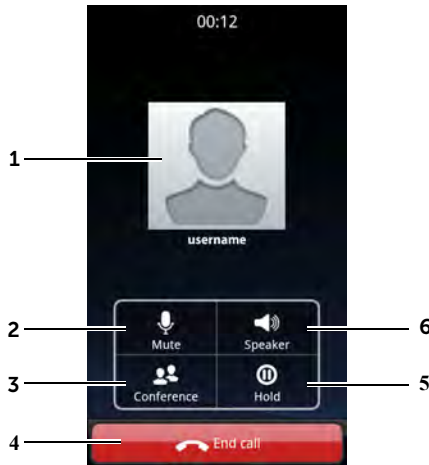 00:12
1
username
2 Mute Speaker 6
3 Conference Hold 5
4 End call